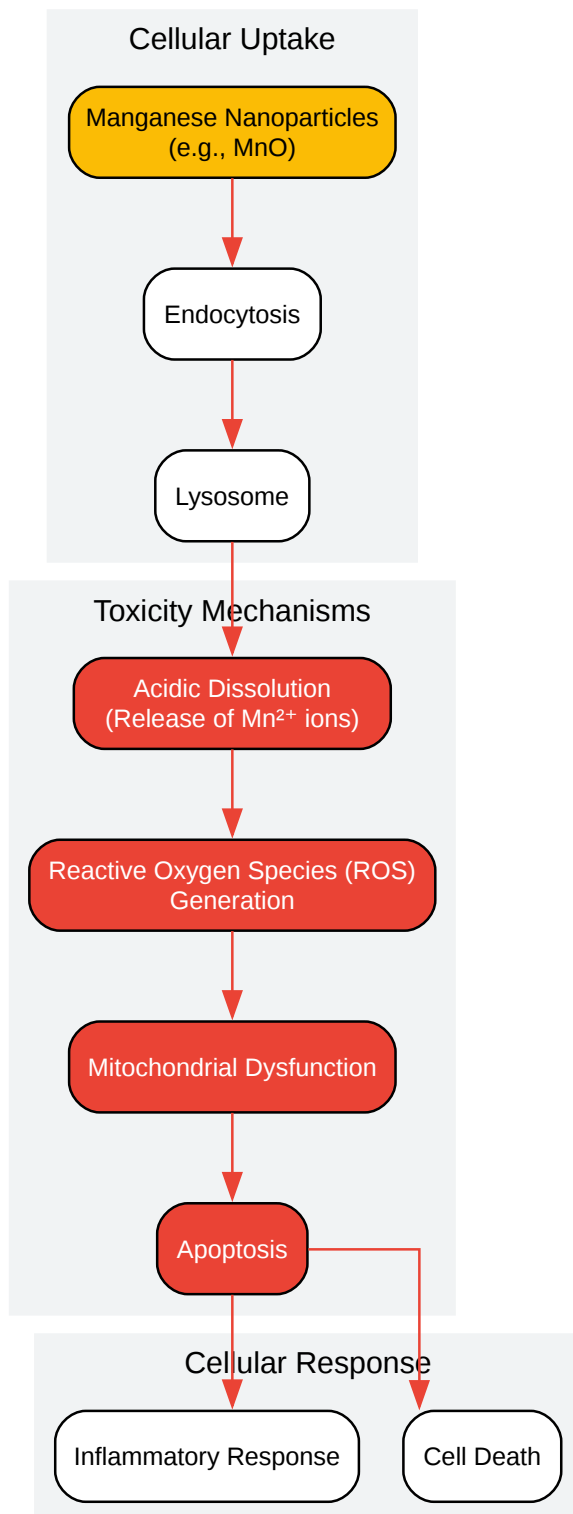 Cellular Uptake
Manganese Nanoparticles
(e.g., MnO)
Endocytosis
Lysosome
Toxicity Mechanisms
Acidic Dissolution
(Release of Mn²⁺ ions)
Reactive Oxygen Species (ROS)
Generation
Mitochondrial Dysfunction
Apoptosis
Cellular Response
Inflammatory Response
Cell Death